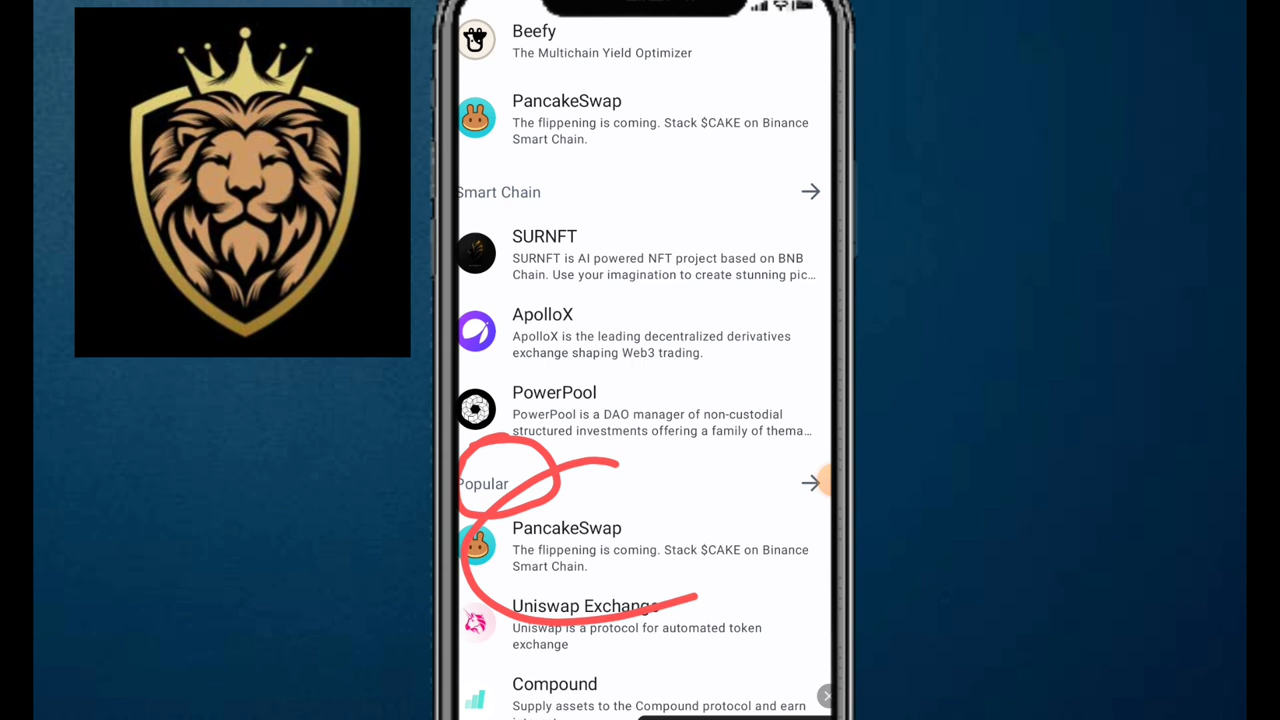 Beefy
The Multichain Yield Optimizer
PancakeSwap
The flippening is coming. Stack $CAKE on Binance
Smart Chain.
Smart Chain
SURNFT
SURNFT is AI powered NFT project based on BNB
Chain. Use your imagination to create stunning pic…
ApolloX
ApolloX is the leading decentralized derivatives
exchange shaping Web3 trading.
PowerPool
PowerPool is a DAO manager of non-custodial
structured investments offering a family of thema…
Popular
PancakeSwap
The flippening is coming. Stack $CAKE on Binance
Smart Chain.
Uniswap Exchange
Uniswap is a protocol for automated token
exchange
Compound
Supply assets to the Compound protocol and earn